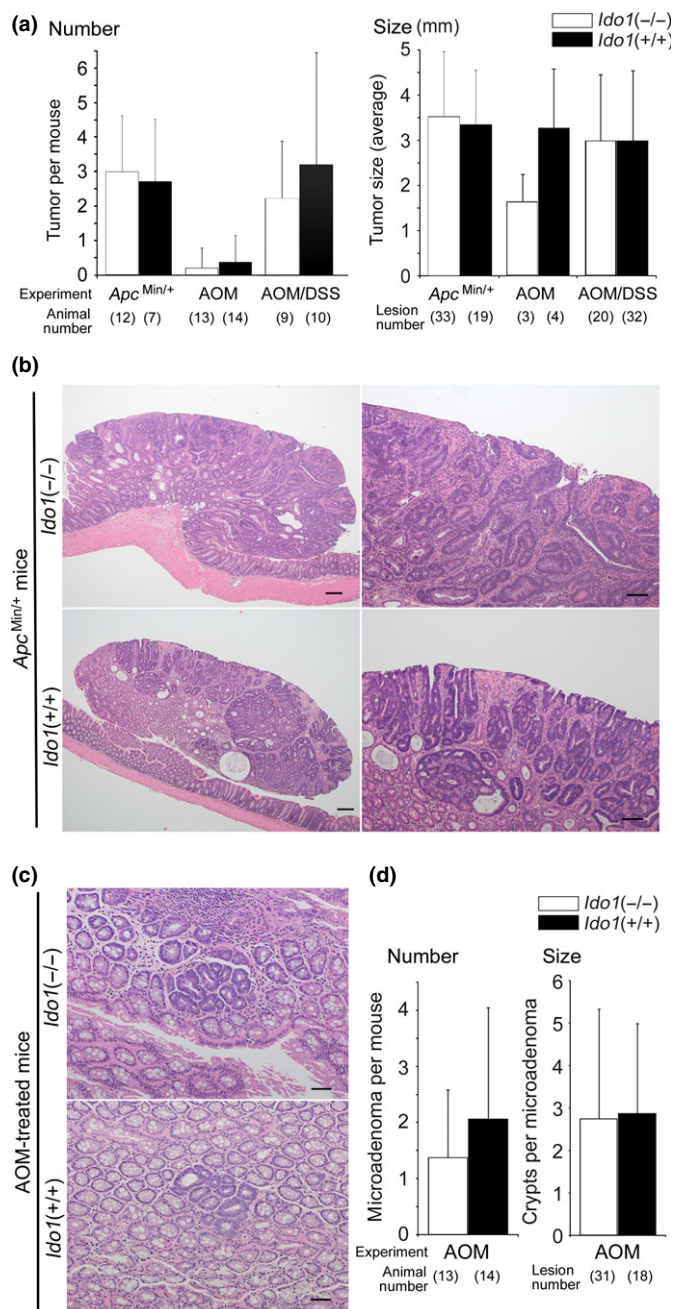 (a)
Number
Size (mm)
Ido1(–/–)
Ido1(+/+)
Tumor per mouse
6
5
4
3
2
1
0
Experiment
Apc Min/+
AOM
AOM/DSS
Animal
number
(12) (7) (13) (14) (9) (10)
Tumor size (average)
5
4
3
2
1
0
Apc Min/+
AOM
AOM/DSS
Lesion
number
(33) (19) (3) (4) (20) (32)
(b)
Apc Min/+ mice
Ido1(–/–)
Ido1(+/+)
(c)
AOM-treated mice
Ido1(–/–)
Ido1(+/+)
(d)
Ido1(–/–)
Ido1(+/+)
Number
Size
Microadenoma per mouse
4
3
2
1
0
Experiment
AOM
Animal
number
(13) (14)
Crypts per microadenoma
6
5
4
3
2
1
0
AOM
Lesion
number
(31) (18)